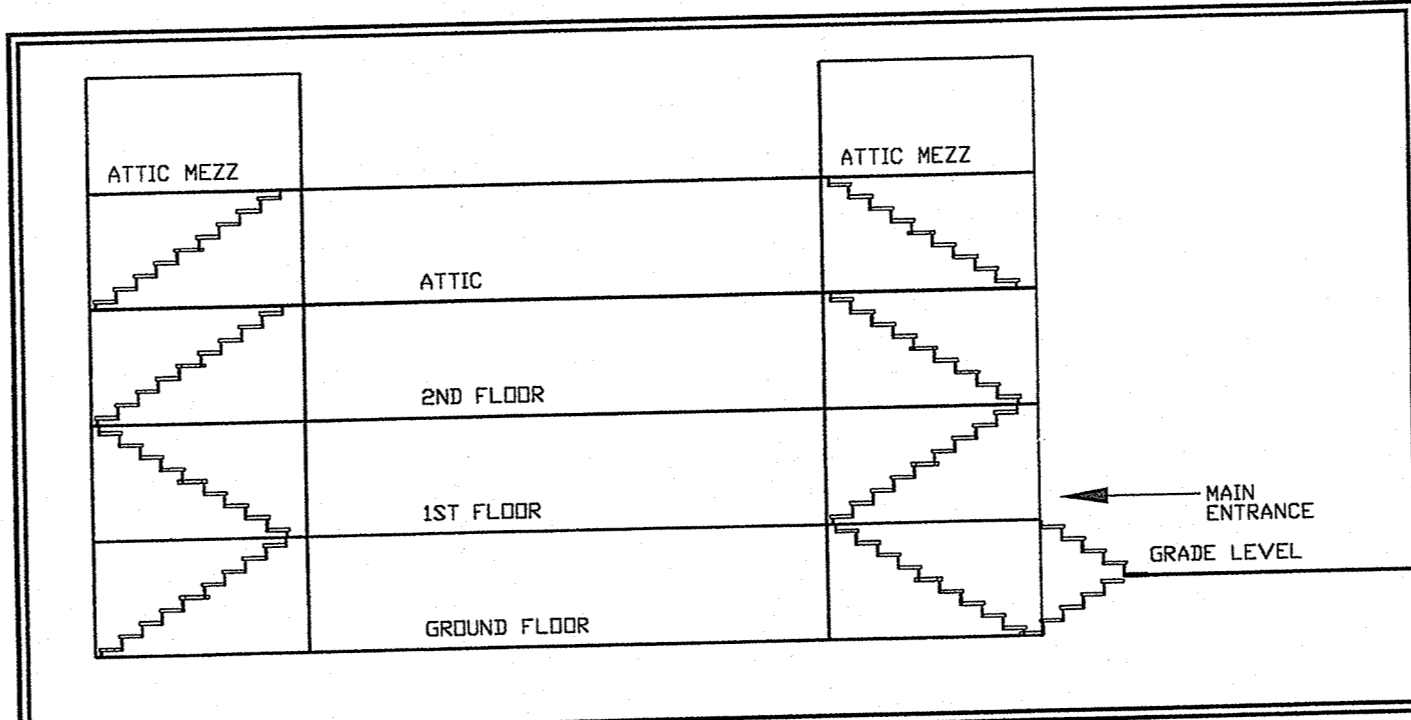 ATTIC MEZZ
ATTIC MEZZ
ATTIC
2ND FLOOR
1ST FLOOR
MAIN
ENTRANCE
GRADE LEVEL
GROUND FLOOR